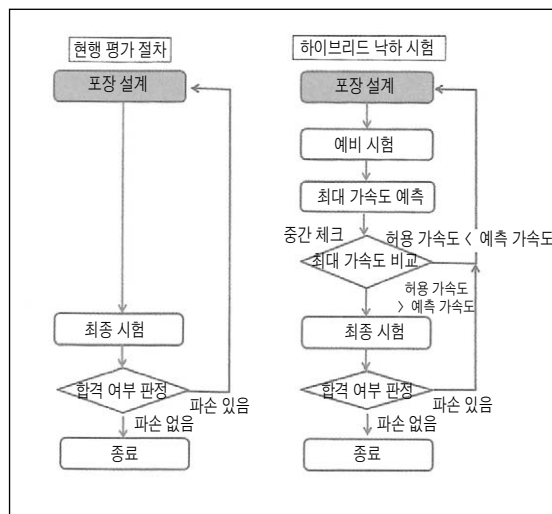 현행 평가 절차
포장 설계
최종 시험
합격 여부 판정
파손 있음
파손 없음
종료
하이브리드 낙하 시험
포장 설계
예비 시험
최대 가속도 예측
중간 체크
허용 가속도 < 예측 가속도
최대 가속도 비교
허용 가속도
> 예측 가속도
최종 시험
합격 여부 판정
파손 있음
파손 없음
종료